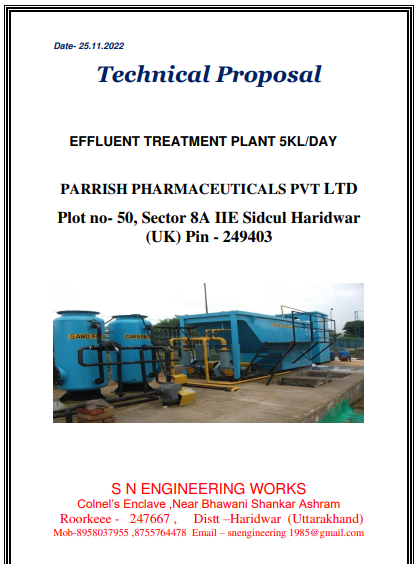 Date- 25.11.2022
Technical Proposal
EFFLUENT TREATMENT PLANT 5KL/DAY
PARRISH PHARMACEUTICALS PVT LTD
Plot no- 50, Sector 8A IIE Sidcul Haridwar
(UK) Pin - 249403
SAND
CARBON
S N ENGINEERING WORKS
Colnel's Enclave ,Near Bhawani Shankar Ashram
Roorkeee - 247667 , Distt –Haridwar (Uttarakhand)
Mob-8958037955 ,8755764478 Email – snengineering 1985@gmail.com